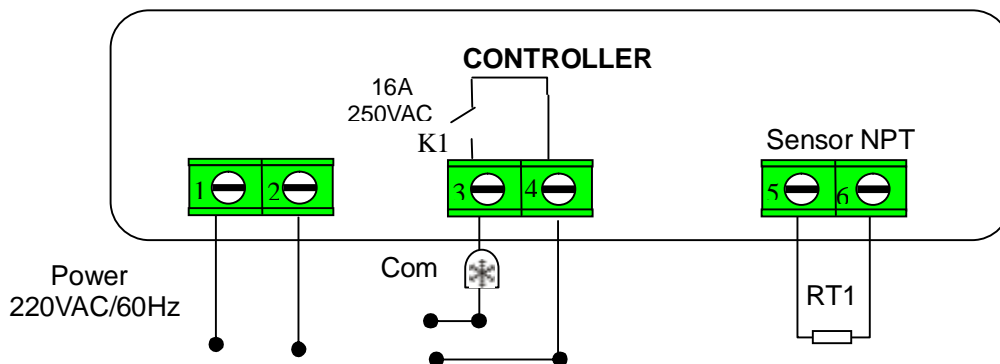 CONTROLLER
16A
250VAC
K1
Sensor NPT
1 2 3 4 5 6
Com
Power
220VAC/60Hz
RT1